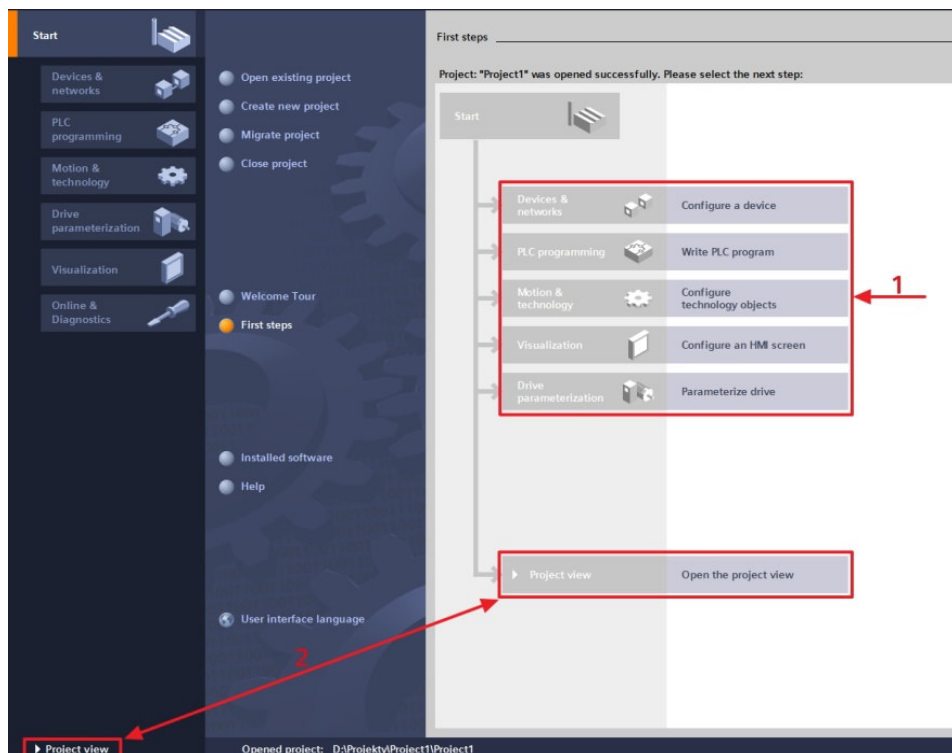 Start
Devices &
networks
PLC
programming
Motion &
technology
Drive
parameterization
Visualization
Online &
Diagnostics
Project view
Open existing project
Create new project
Migrate project
Close project
Welcome Tour
First steps
Installed software
Help
User interface language
2
First steps
Project: "Project1" was opened successfully. Please select the next step:
Start
Devices &
networks
Configure a device
PLC programming
Write PLC program
Motion &
technology
Configure
technology objects
Visualization
Configure an HMI screen
Drive
parameterization
Parameterize drive
1
Project view
Open the project view
Opened project: D:\Projekty\Project1\Project1